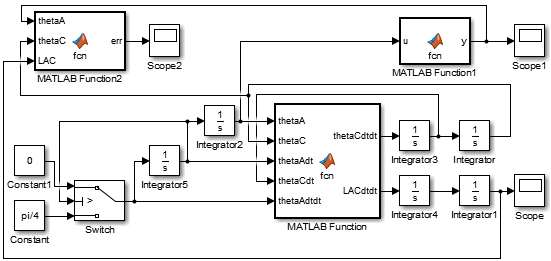 thetaA
thetaC
LAC
fcn
err
MATLAB Function2
Scope2
u
fcn
y
MATLAB Function1
Scope1
1
s
Integrator2
thetaA
thetaC
thetaAdt
thetaCdt
thetaAdtdt
fcn
thetaCdtdt
LACdtdt
MATLAB Function
1
s
Integrator3
1
s
Integrator
1
s
Integrator4
1
s
Integrator1
Scope
0
Constant1
1
s
Integrator5
pi/4
Constant
>
Switch